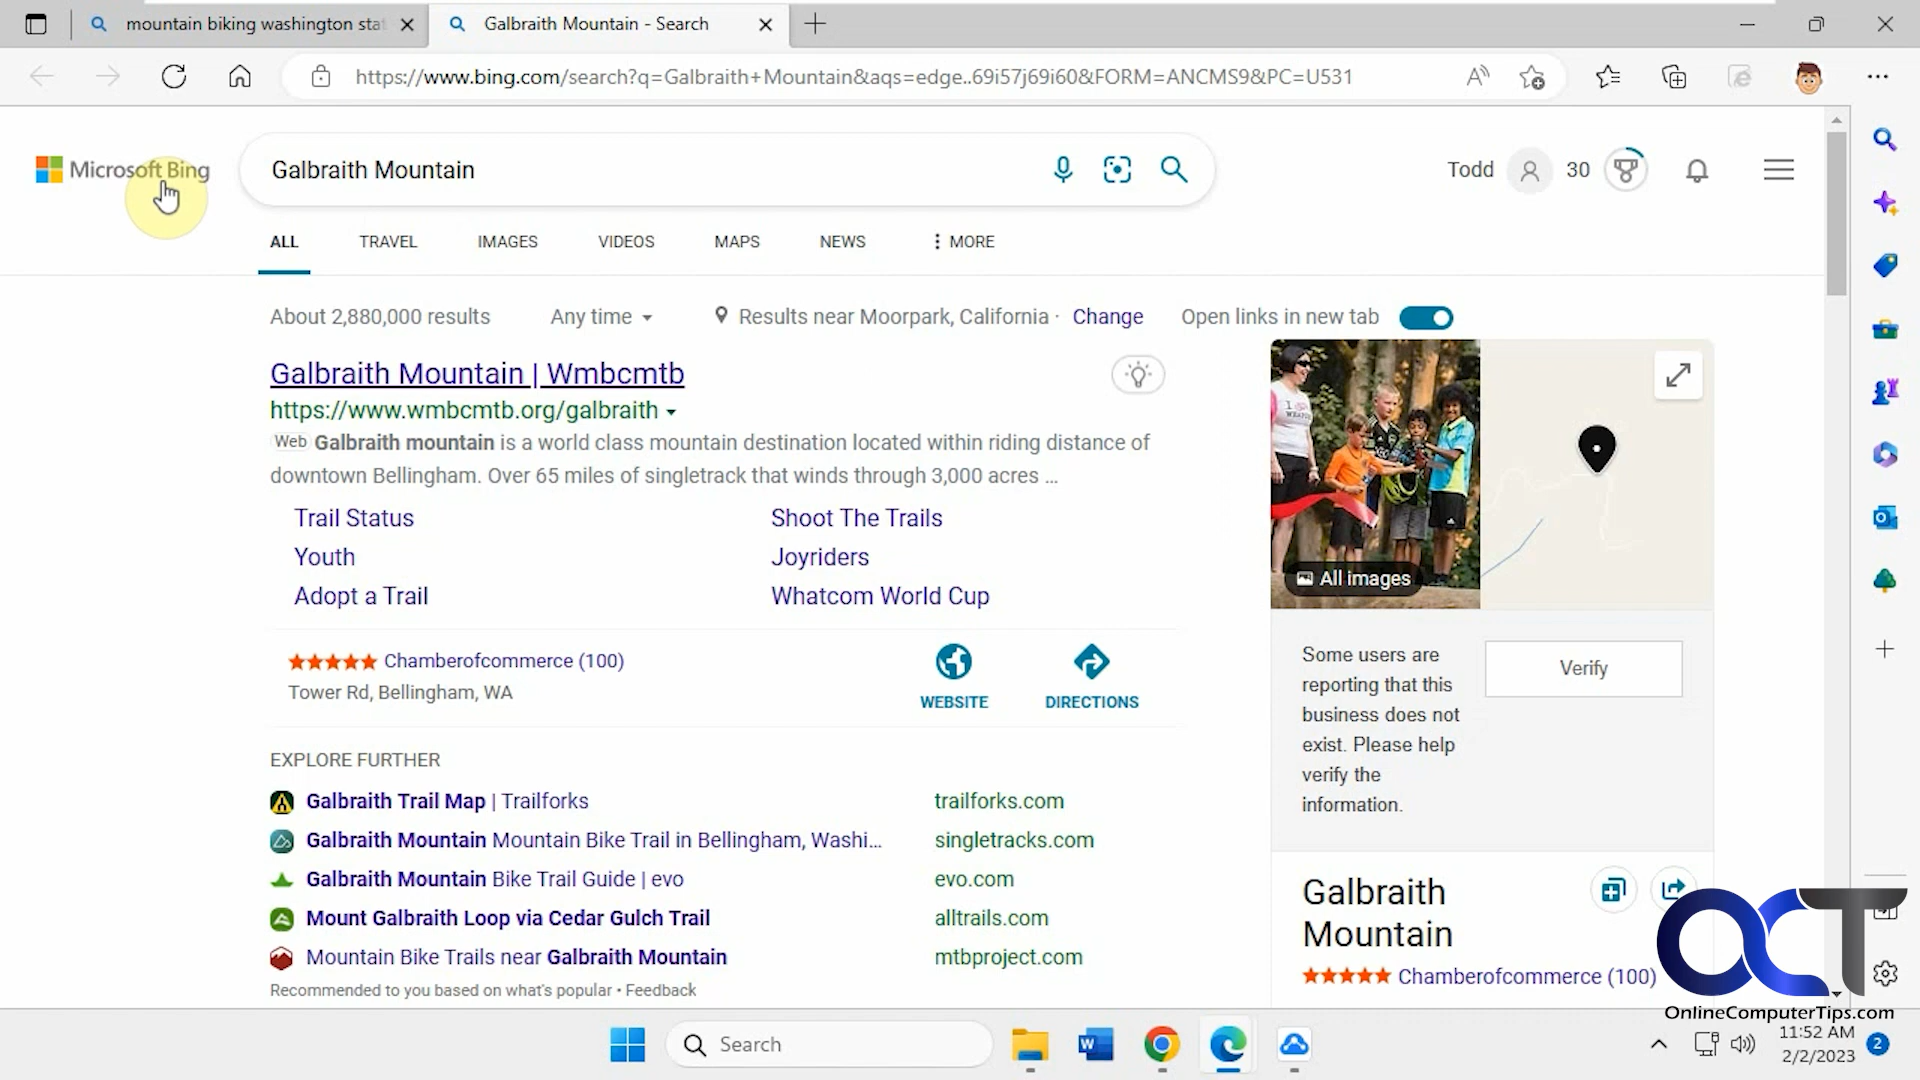 mountain biking washington stat
Galbraith Mountain - Search
https://www.bing.com/search?q=Galbraith+Mountain&aqs=edge..69i57j69i60&FORM=ANCMS9&PC=U531
Microsoft Bing
Galbraith Mountain
Todd
30
ALL
TRAVEL
IMAGES
VIDEOS
MAPS
NEWS
MORE
About 2,880,000 results
Any time
Results near Moorpark, California · Change
Open links in new tab
Galbraith Mountain | Wmbcmtb
https://www.wmbcmtb.org/galbraith
Web Galbraith mountain is a world class mountain destination located within riding distance of
downtown Bellingham. Over 65 miles of singletrack that winds through 3,000 acres ...
Trail Status
Shoot The Trails
Youth
Joyriders
Adopt a Trail
Whatcom World Cup
Chamberofcommerce (100)
Tower Rd, Bellingham, WA
WEBSITE
DIRECTIONS
EXPLORE FURTHER
Galbraith Trail Map | Trailforks
trailforks.com
Galbraith Mountain Mountain Bike Trail in Bellingham, Washi...
singletracks.com
Galbraith Mountain Bike Trail Guide | evo
evo.com
Mount Galbraith Loop via Cedar Gulch Trail
alltrails.com
Mountain Bike Trails near Galbraith Mountain
mtbproject.com
Recommended to you based on what's popular • Feedback
All images
Some users are
reporting that this
business does not
exist. Please help
verify the
information.
Verify
Galbraith
Mountain
Chamberofcommerce (100)
OCT
OnlineComputerTips.com
Search
11:52 AM
2/2/2023
2